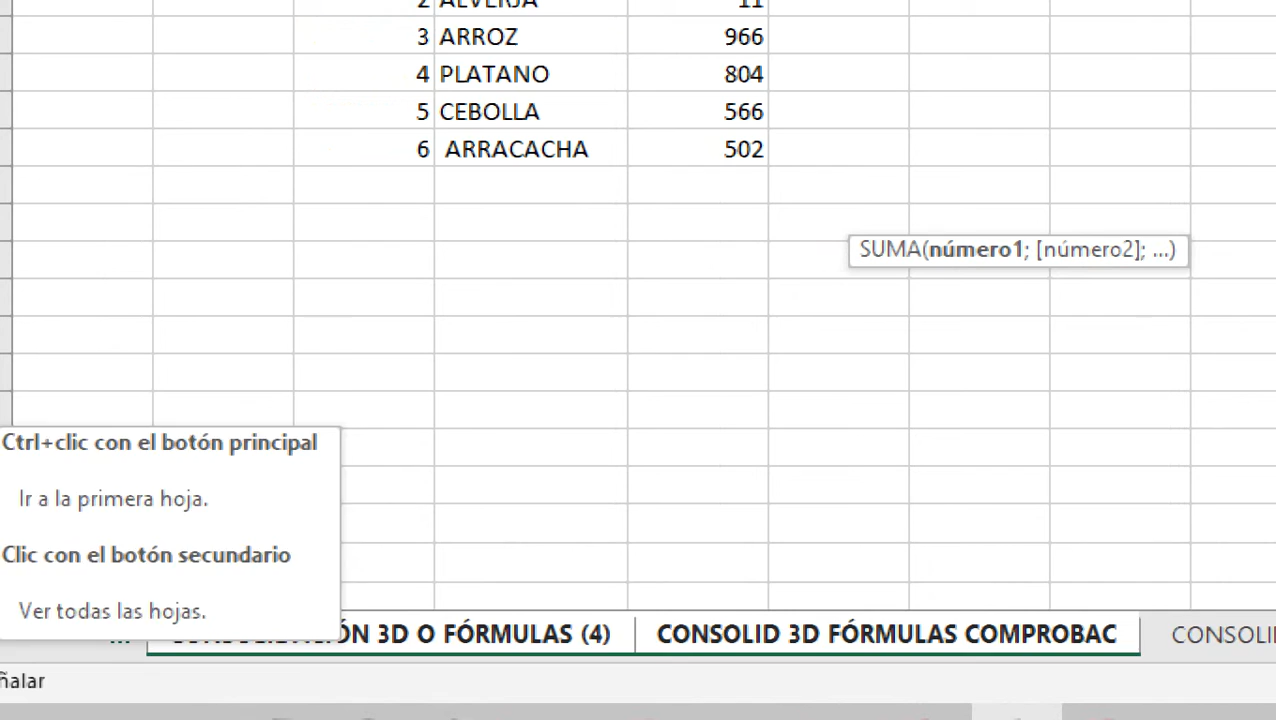 2 ALVERJA 11
3 ARROZ 966
4 PLATANO 804
5 CEBOLLA 566
6 ARRACACHA 502
SUMA(número1; [número2]; ...)
Ctrl+clic con el botón principal
Ir a la primera hoja.
Clic con el botón secundario
Ver todas las hojas.
... 3D O FÓRMULAS (4) CONSOLID 3D FÓRMULAS COMPROBAC CONSOLI
ñalar